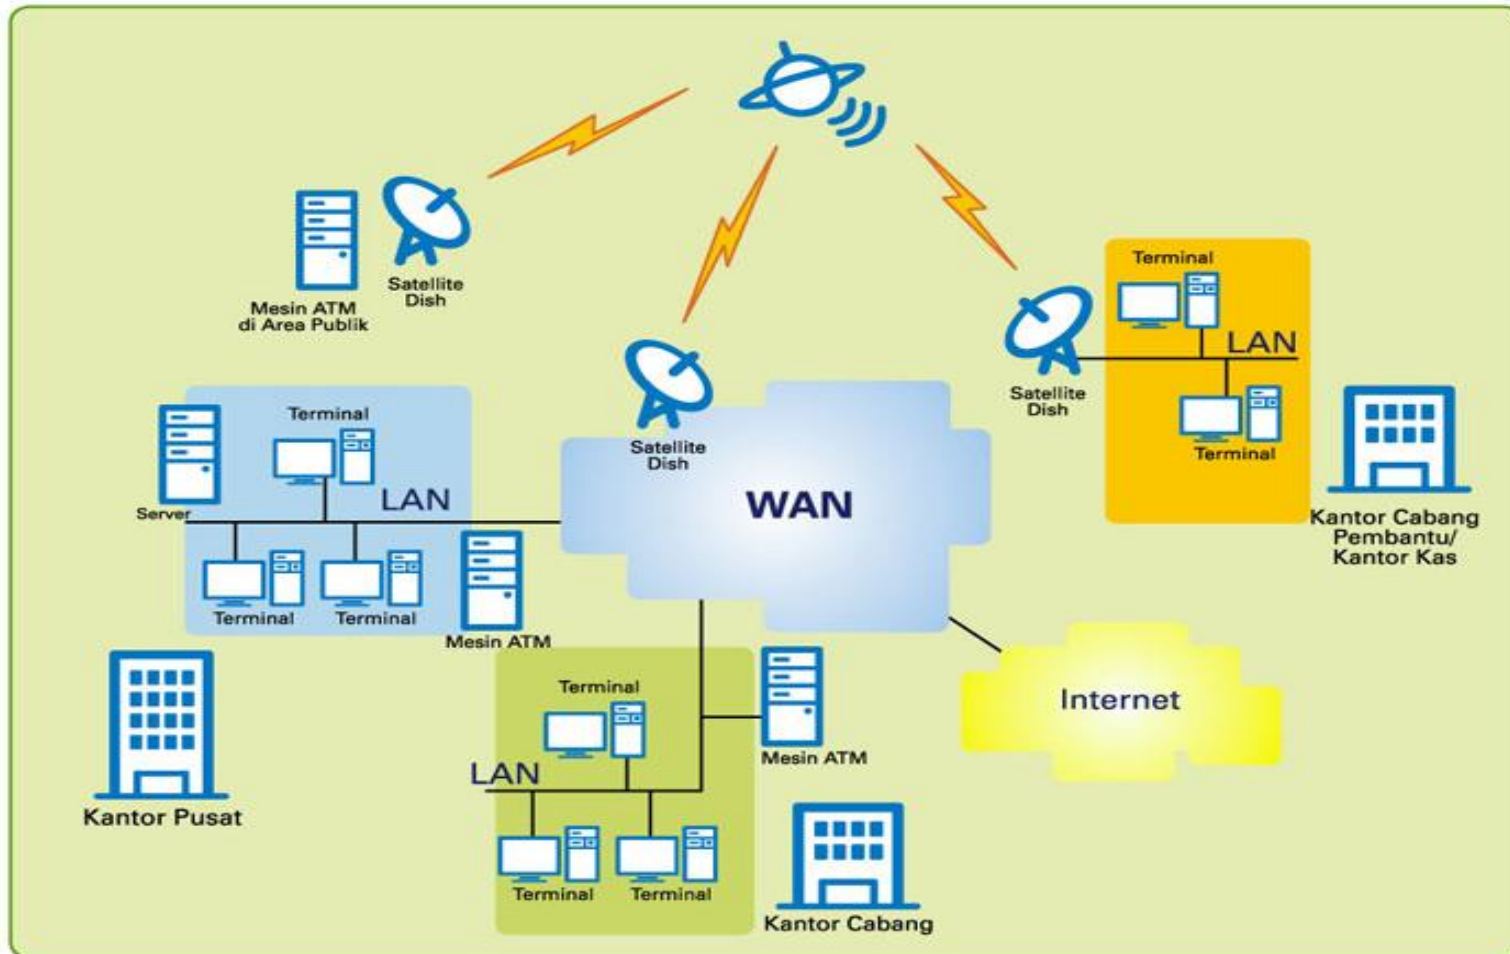 Satellite
Dish
Mesin ATM
di Area Publik
Terminal
LAN
Terminal
Satellite
Dish
Kantor Cabang
Pembantu/
Kantor Kas
Satellite
Dish
WAN
Terminal
LAN
Server
Terminal
Terminal
Mesin ATM
Kantor Pusat
Terminal
LAN
Terminal
Terminal
Mesin ATM
Kantor Cabang
Internet